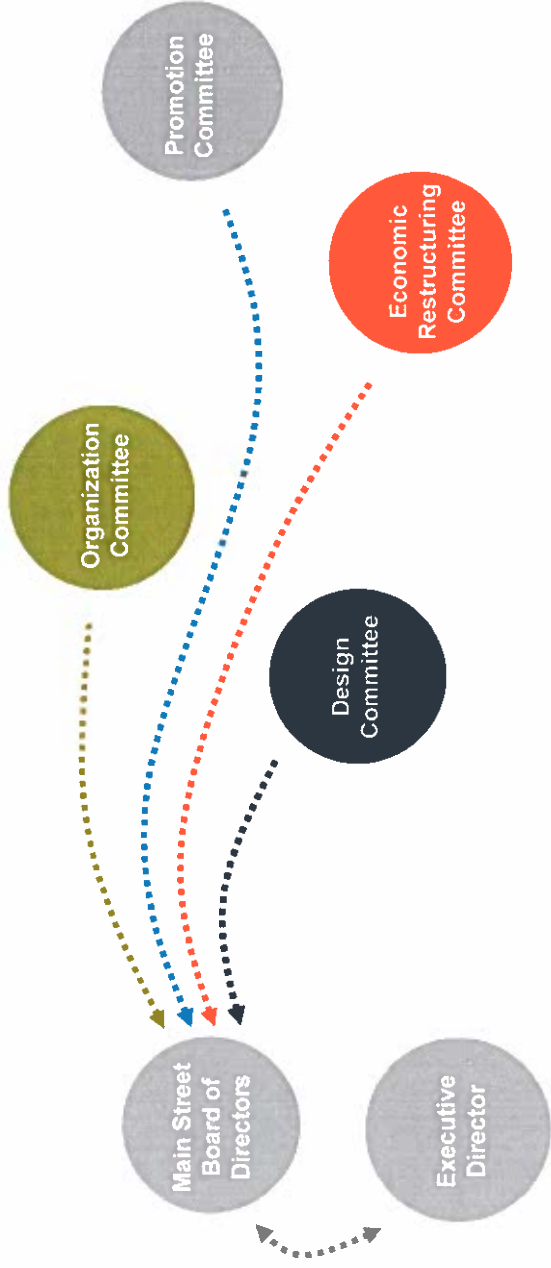 Main Street
Board of
Directors
Executive
Director
Organization
Committee
Design
Committee
Promotion
Committee
Economic
Restructuring
Committee